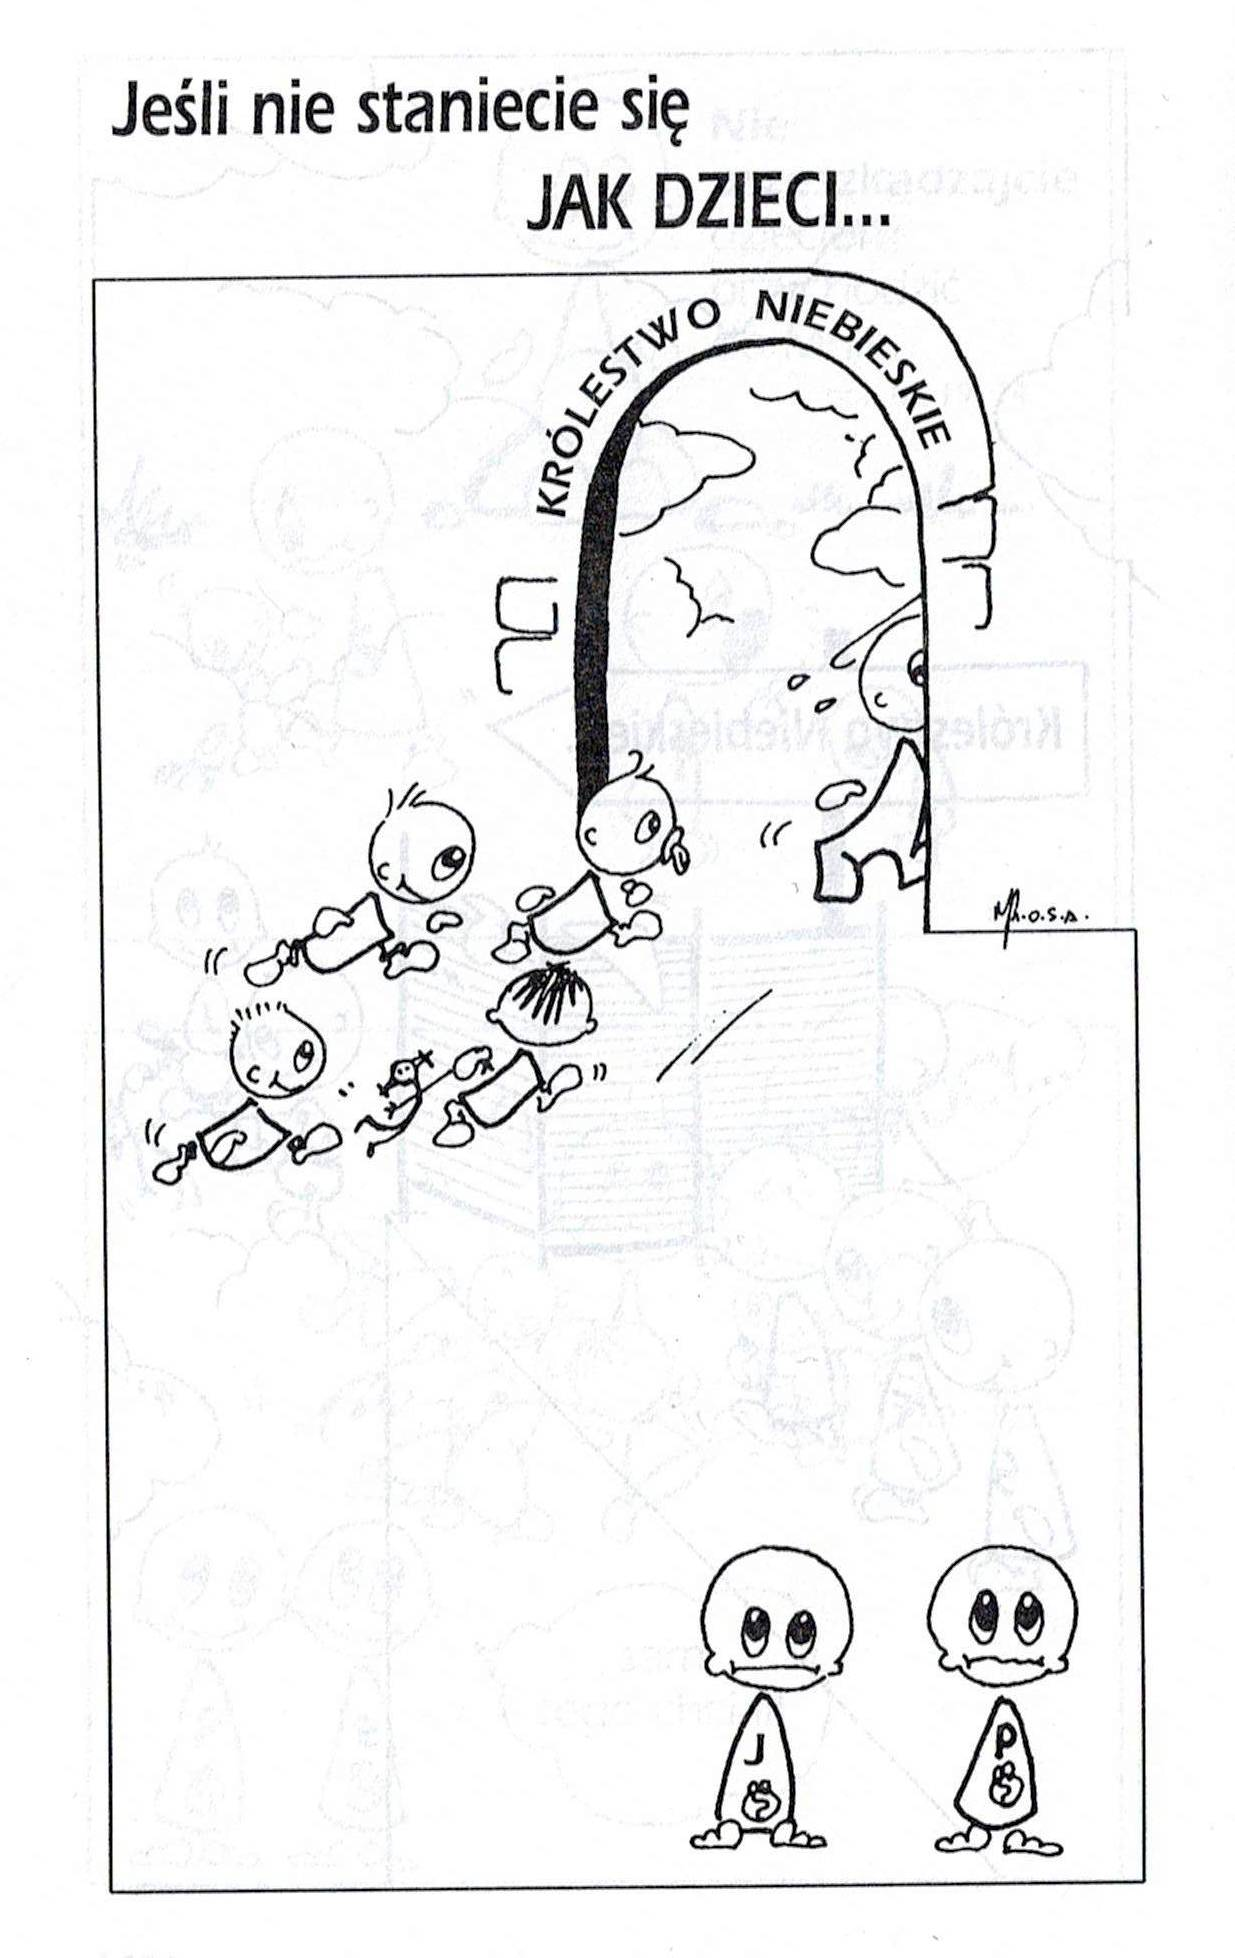 Jeśli nie staniecie się
JAK DZIECI...
KRÓLESTWO NIEBIESKIE
J
P